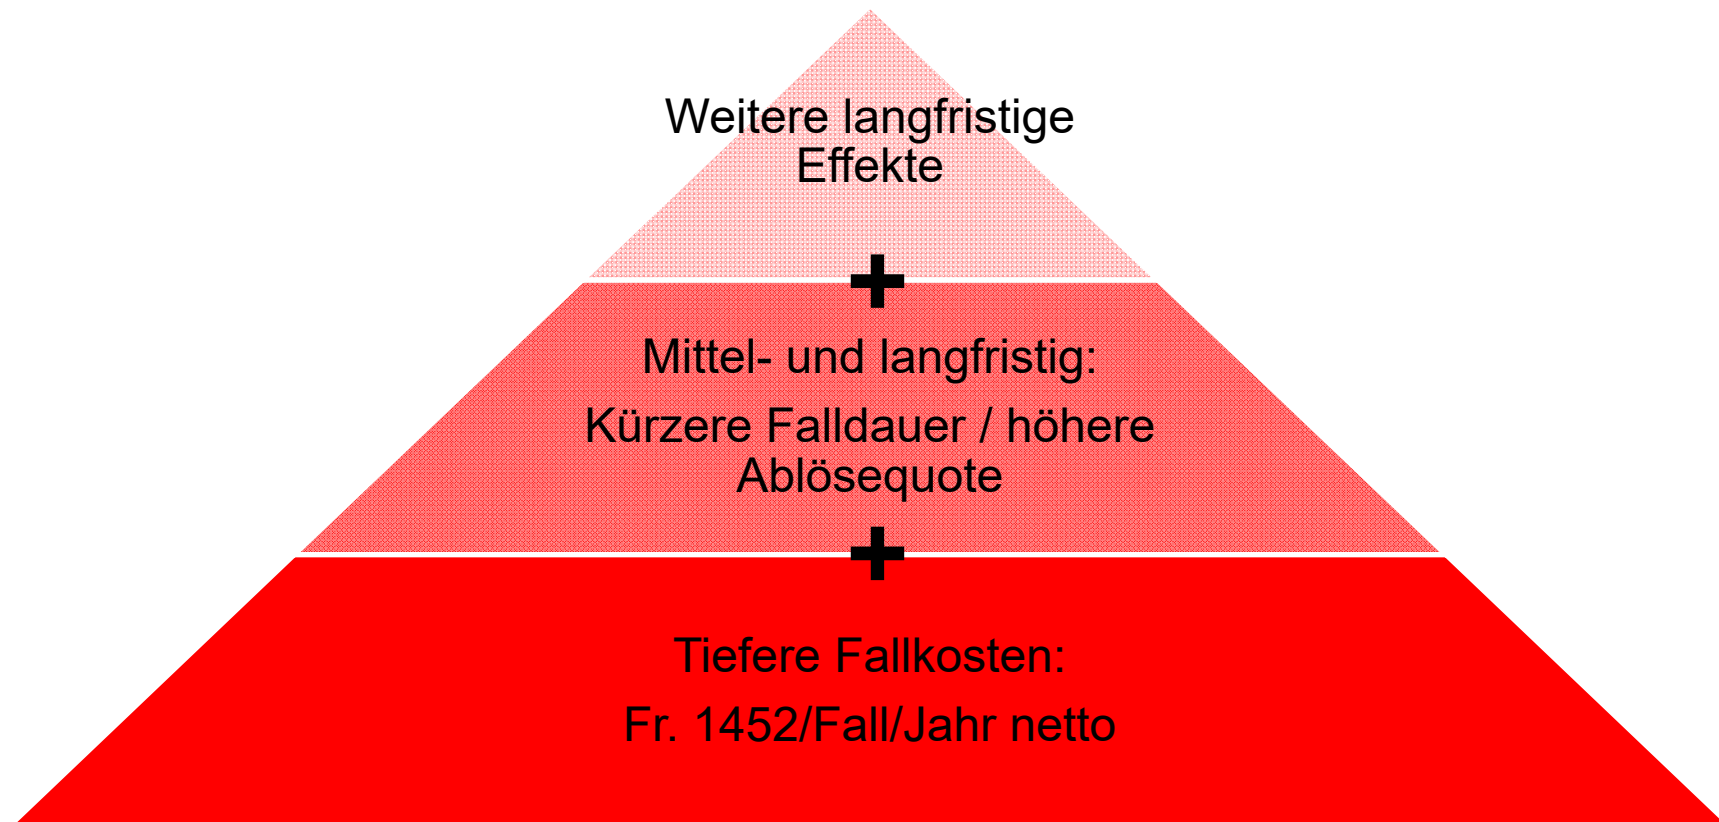 Weitere langfristige
Effekte
Mittel- und langfristig:
Kürzere Falldauer / höhere
Ablösequote
Tiefere Fallkosten:
Fr. 1452/Fall/Jahr netto